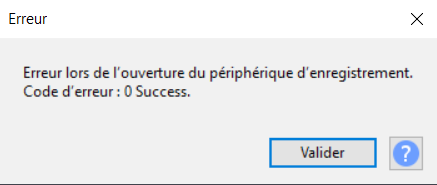 Erreur
Erreur lors de l'ouverture du périphérique d'enregistrement.
Code d'erreur : 0 Success.
Valider
?